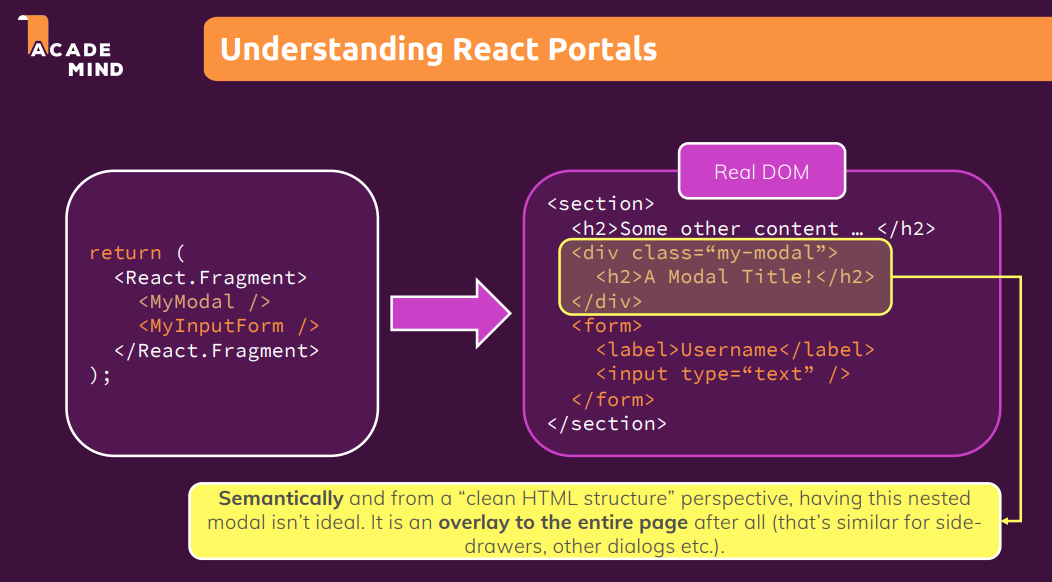 ACADE
MIND
Understanding React Portals
return (
<React.Fragment>
<MyModal />
<MyInputForm />
</React.Fragment>
);
Real DOM
<section>
<h2>Some other content … </h2>
<div class=“my-modal”>
<h2>A Modal Title!</h2>
</div>
<form>
<label>Username</label>
<input type=“text” />
</form>
</section>
Semantically and from a “clean HTML structure” perspective, having this nested
modal isn’t ideal. It is an overlay to the entire page after all (that’s similar for side-
drawers, other dialogs etc.).